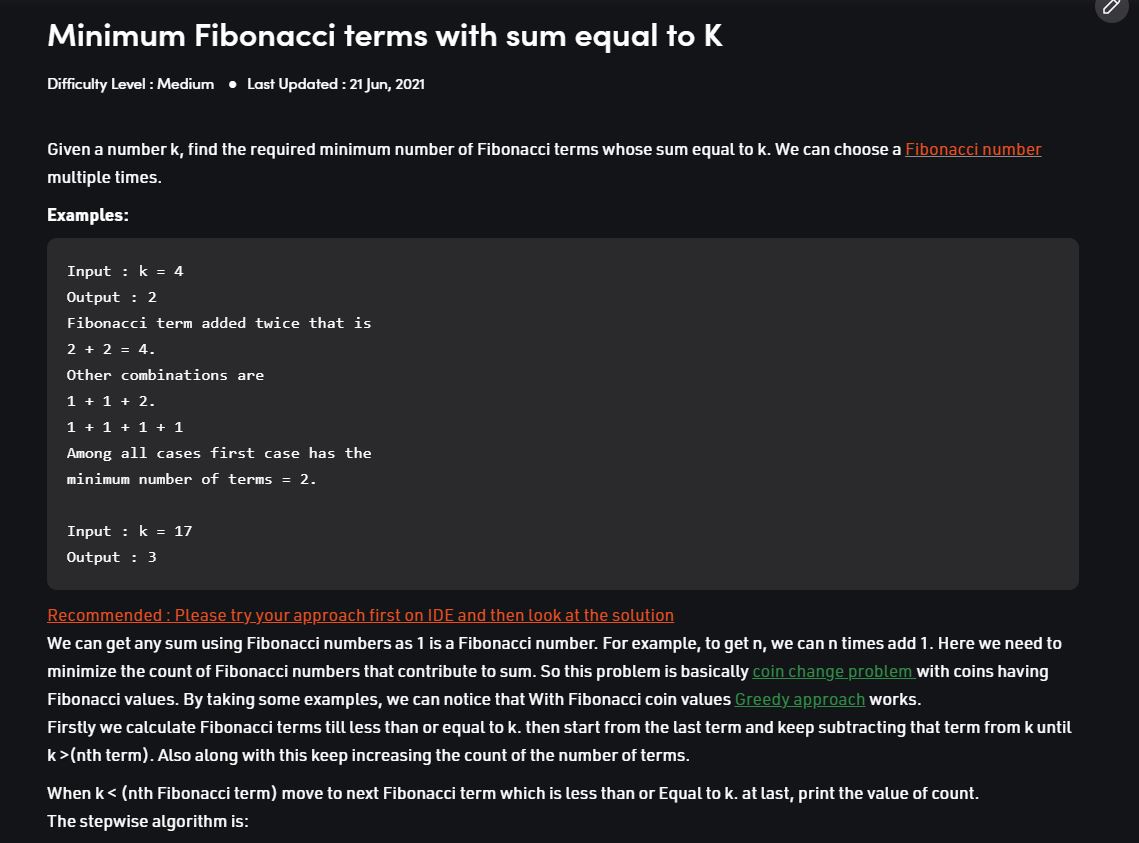 Minimum Fibonacci terms with sum equal to K
Difficulty Level : Medium ● Last Updated : 21 Jun, 2021
Given a number k, find the required minimum number of Fibonacci terms whose sum equal to k. We can choose a Fibonacci number
multiple times.
Examples:
Input : k = 4
Output : 2
Fibonacci term added twice that is
2 + 2 = 4.
Other combinations are
1 + 1 + 2.
1 + 1 + 1 + 1
Among all cases first case has the
minimum number of terms = 2.
Input : k = 17
Output : 3
Recommended : Please try your approach first on IDE and then look at the solution
We can get any sum using Fibonacci numbers as 1 is a Fibonacci number. For example, to get n, we can n times add 1. Here we need to
minimize the count of Fibonacci numbers that contribute to sum. So this problem is basically coin change problem with coins having
Fibonacci values. By taking some examples, we can notice that With Fibonacci coin values Greedy approach works.
Firstly we calculate Fibonacci terms till less than or equal to k. then start from the last term and keep subtracting that term from k until
k >(nth term). Also along with this keep increasing the count of the number of terms.
When k < (nth Fibonacci term) move to next Fibonacci term which is less than or Equal to k. at last, print the value of count.
The stepwise algorithm is: